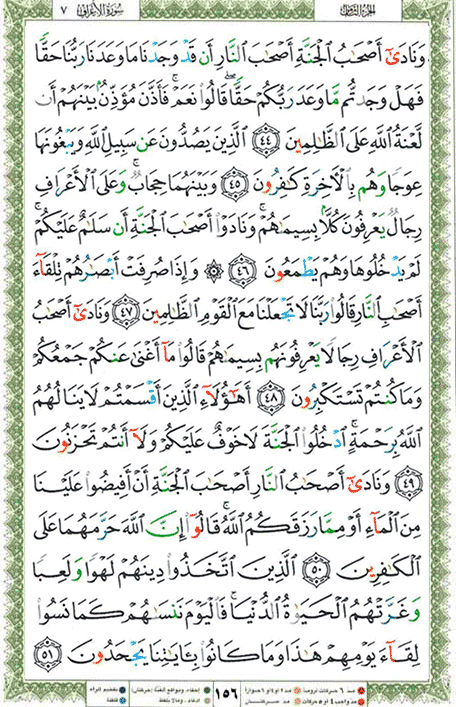 سُورَةُ الأَعْرَافِ ٧
وَنَادَىٰٓ أَصْحَٰبُ ٱلْجَنَّةِ أَصْحَٰبَ ٱلنَّارِ أَن قَدْ وَجَدْنَا مَا وَعَدَنَا رَبُّنَا حَقًّا
فَهَلْ وَجَدتُّم مَّا وَعَدَ رَبُّكُمْ حَقًّا ۖ قَالُوا۟ نَعَمْ ۚ فَأَذَّنَ مُؤَذِّنٌۢ بَيْنَهُمْ أَن
لَّعْنَةُ ٱللَّهِ عَلَى ٱلظَّٰلِمِينَ ٤٤ ٱلَّذِينَ يَصُدُّونَ عَن سَبِيلِ ٱللَّهِ وَيَبْغُونَهَا
عِوَجًا وَهُم بِٱلْءَاخِرَةِ كَٰفِرُونَ ٤٥ وَبَيْنَهُمَا حِجَابٌ ۚ وَعَلَى ٱلْأَعْرَافِ
رِجَالٌ يَعْرِفُونَ كُلًّۢا بِسِيمَىٰهُمْ ۚ وَنَادَوْا۟ أَصْحَٰبَ ٱلْجَنَّةِ أَن سَلَٰمٌ عَلَيْكُمْ ۚ
لَمْ يَدْخُلُوهَا وَهُمْ يَطْمَعُونَ ٤٦ ۞ وَإِذَا صُرِفَتْ أَبْصَٰرُهُمْ تِلْقَآءَ
أَصْحَٰبِ ٱلنَّارِ قَالُوا۟ رَبَّنَا لَا تَجْعَلْنَا مَعَ ٱلْقَوْمِ ٱلظَّٰلِمِينَ ٤٧ وَنَادَىٰٓ أَصْحَٰبُ
ٱلْأَعْرَافِ رِجَالًا يَعْرِفُونَهُم بِسِيمَىٰهُمْ قَالُوا۟ مَآ أَغْنَىٰ عَنكُمْ جَمْعُكُمْ
وَمَا كُنتُمْ تَسْتَكْبِرُونَ ٤٨ أَهَٰٓؤُلَآءِ ٱلَّذِينَ أَقْسَمْتُمْ لَا يَنَالُهُمُ
ٱللَّهُ بِرَحْمَةٍ ۚ ٱدْخُلُوا۟ ٱلْجَنَّةَ لَا خَوْفٌ عَلَيْكُمْ وَلَآ أَنتُمْ تَحْزَنُونَ
٤٩ وَنَادَىٰٓ أَصْحَٰبُ ٱلنَّارِ أَصْحَٰبَ ٱلْجَنَّةِ أَنْ أَفِيضُوا۟ عَلَيْنَا
مِنَ ٱلْمَآءِ أَوْ مِمَّا رَزَقَكُمُ ٱللَّهُ ۚ قَالُوٓا۟ إِنَّ ٱللَّهَ حَرَّمَهُمَا عَلَى
ٱلْكَٰفِرِينَ ٥٠ ٱلَّذِينَ ٱتَّخَذُوا۟ دِينَهُمْ لَهْوًا وَلَعِبًا
وَغَرَّتْهُمُ ٱلْحَيَوٰةُ ٱلدُّنْيَا ۚ فَٱلْيَوْمَ نَنسَىٰهُمْ كَمَا نَسُوا۟
لِقَآءَ يَوْمِهِمْ هَٰذَا وَمَا كَانُوا۟ بِـَٔايَٰتِنَا يَجْحَدُونَ ٥١
١٥٦